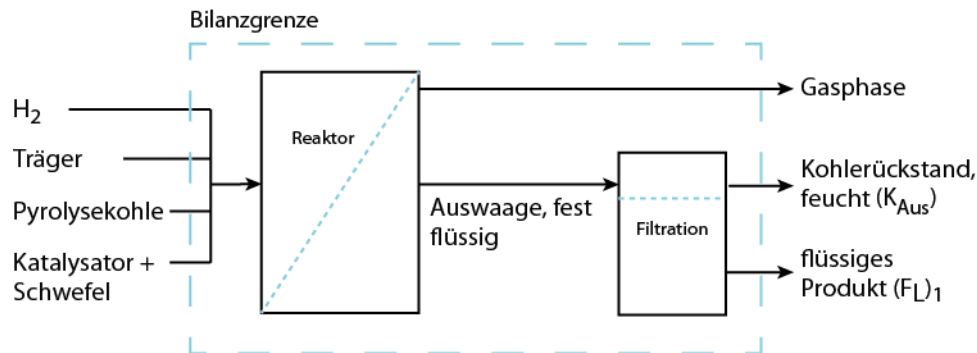 Bilanzgrenze
H2
Träger
Pyrolysekohle
Katalysator +
Schwefel
Reaktor
Auswaage, fest
flüssig
Filtration
Gasphase
Kohlerückstand,
feucht (KAus)
flüssiges
Produkt (FL)1